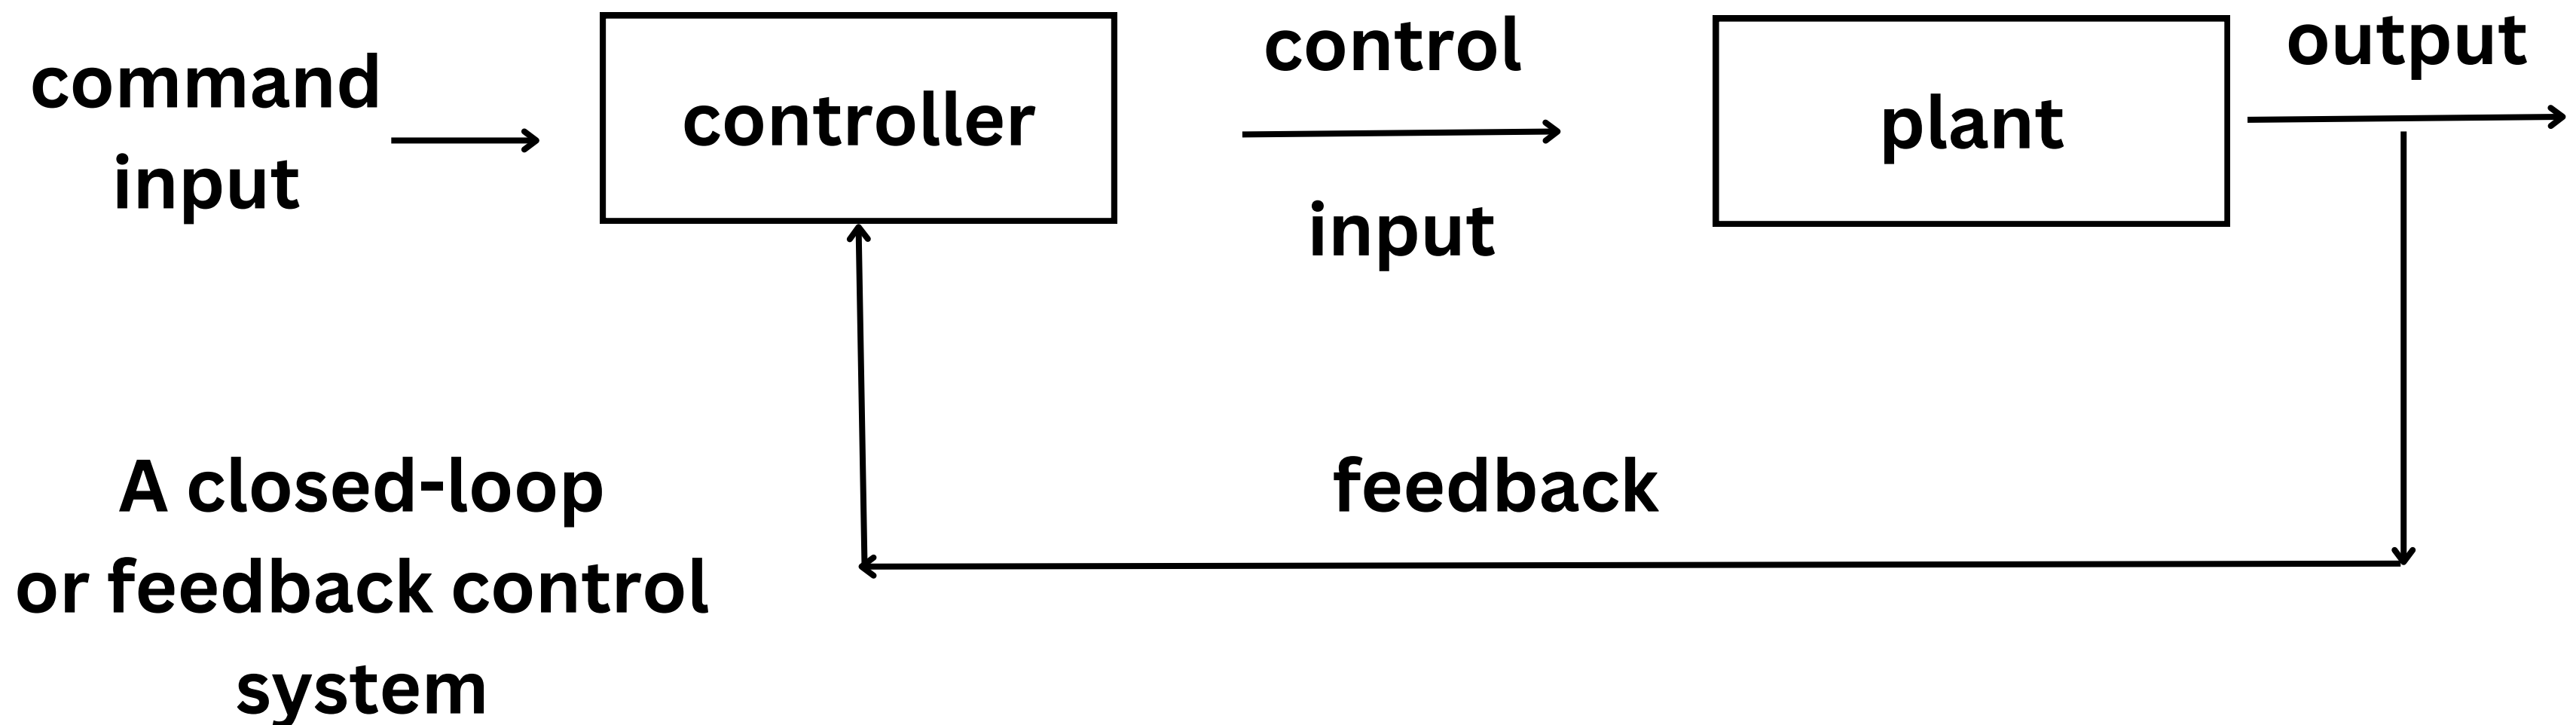 command
input
controller
control
input
plant
output
feedback
A closed-loop
or feedback control
system